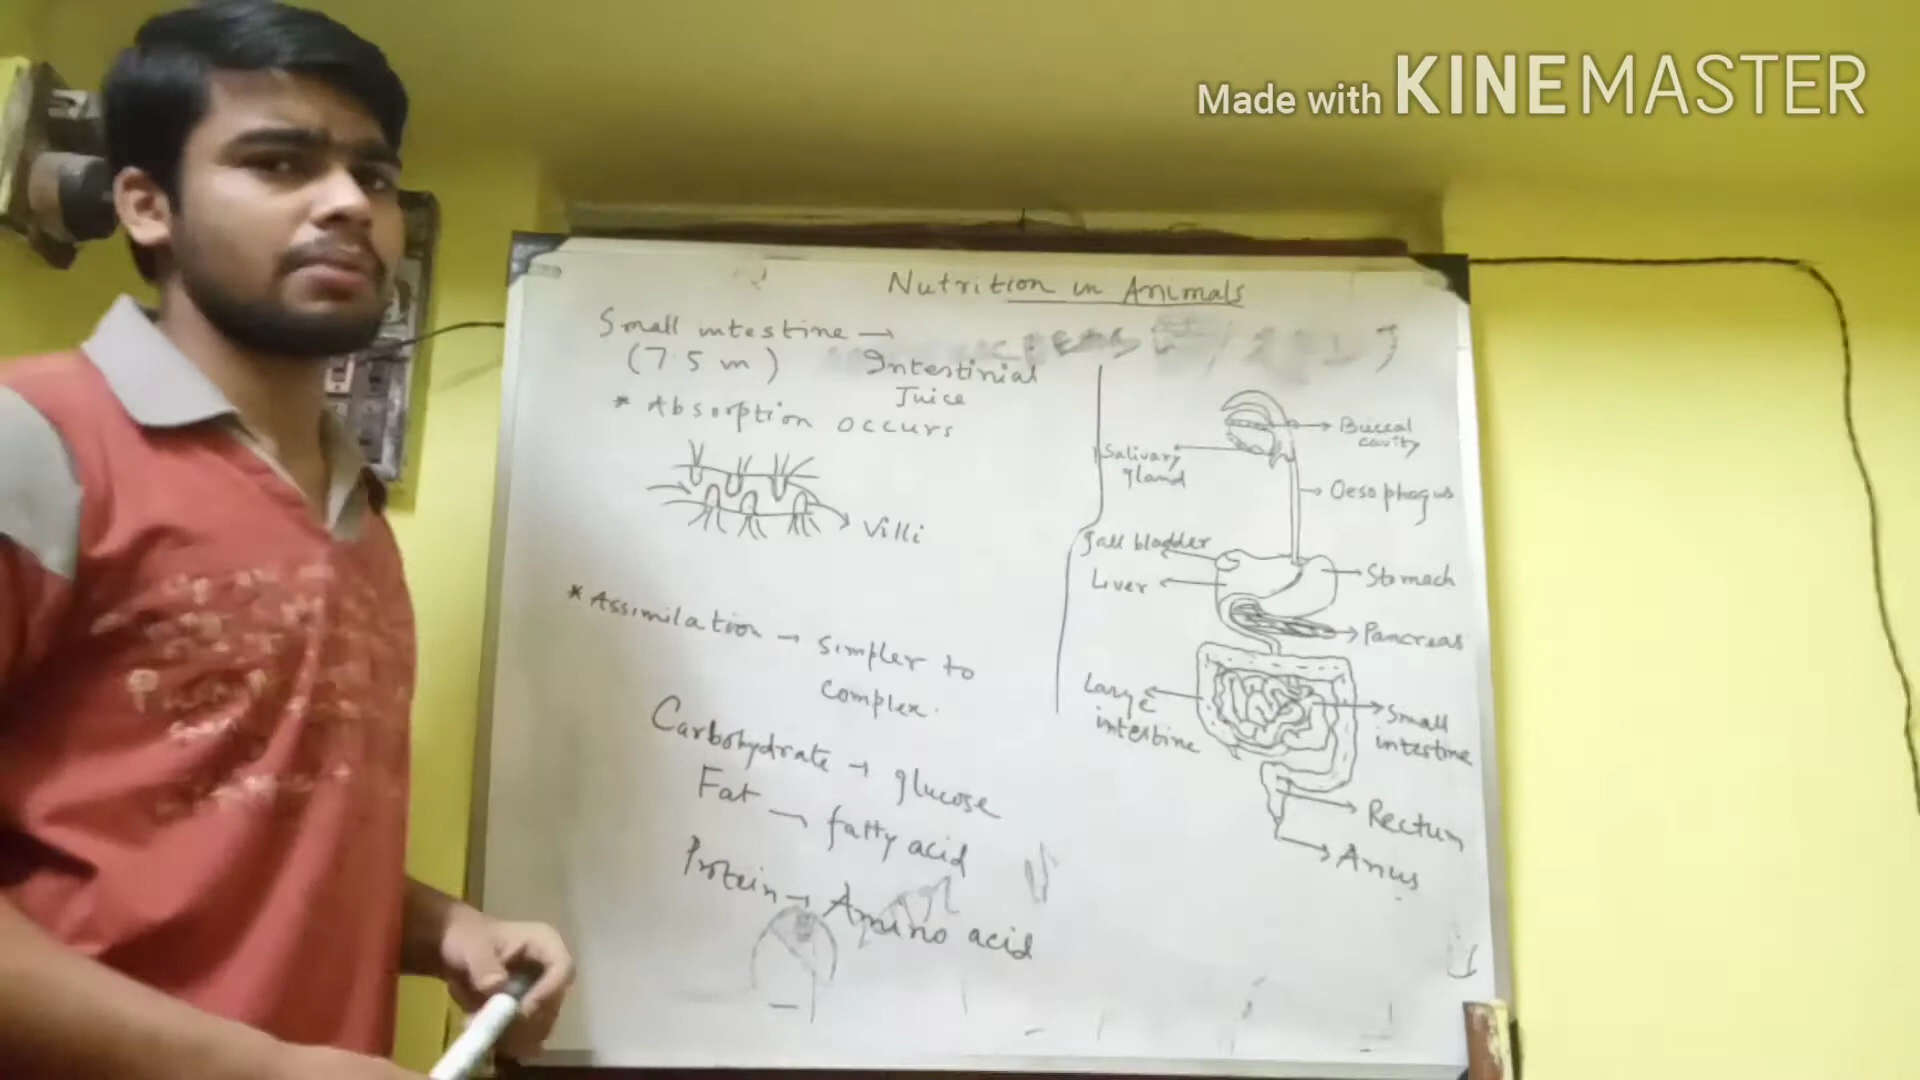 Made with KINEMASTER
Nutrition in Animals
Small intestine →
(7.5 m)
Intestinial
Juice
* Absorption occurs
Villi
* Assimilation → simpler to
complex.
Carbohydrate → glucose
Fat → fatty acid
Protein → Amino acid
Buccal
cavity
Salivary
gland
Oesophagus
Gall bladder
Liver
Stomach
Pancreas
Large
intestine
Small
intestine
Rectum
Anus